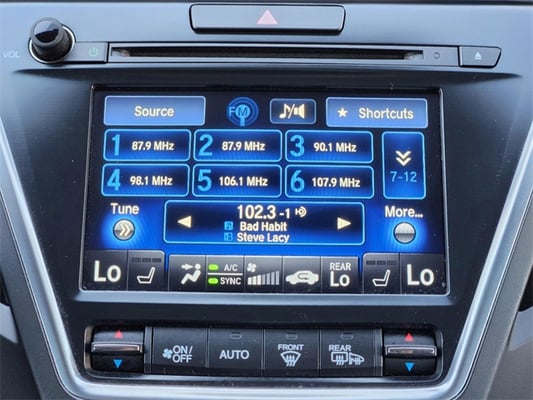 VOL
Source
FM
★ Shortcuts
1 87.9 MHz
2 87.9 MHz
3 90.1 MHz
4 98.1 MHz
5 106.1 MHz
6 107.9 MHz
7-12
Tune
102.3-1
Bad Habit
Steve Lacy
More...
Lo
A/C
SYNC
REAR
Lo
Lo
ON/
OFF
AUTO
FRONT
REAR